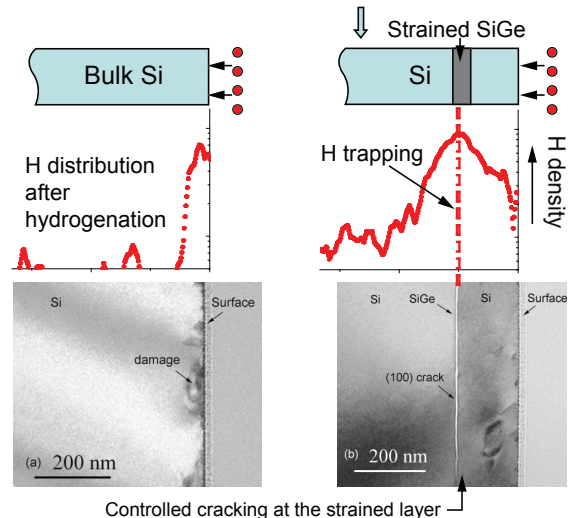 Strained SiGe
Bulk Si
Si
H distribution
after
hydrogenation
H trapping
H density
Si
Surface
damage
(a)
200 nm
Si
SiGe
Si
Surface
(100) crack
(b)
200 nm
Controlled cracking at the strained layer